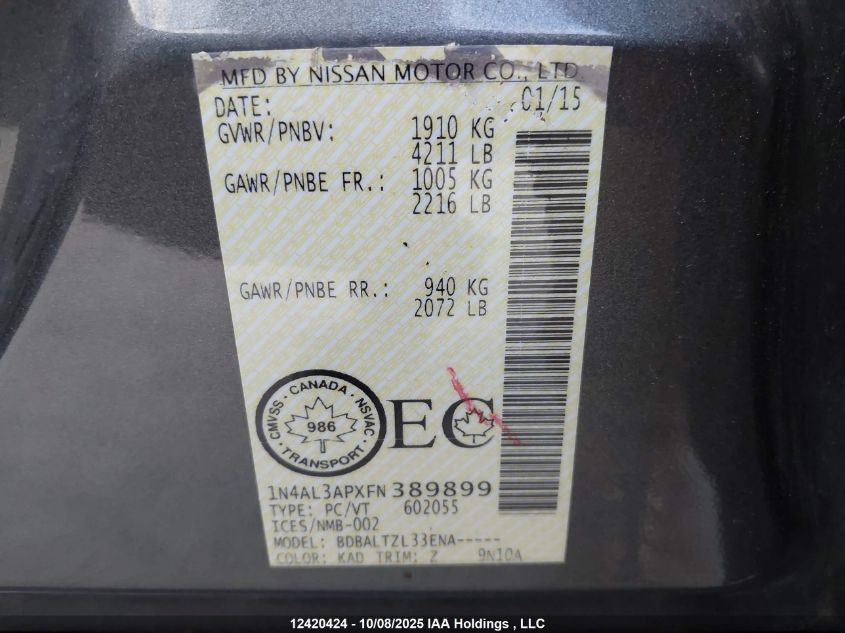 MFD BY NISSAN MOTOR CO., LTD.
DATE: 01/15
GVWR/PNBV: 1910 KG
4211 LB
GAWR/PNBE FR.: 1005 KG
2216 LB
GAWR/PNBE RR.: 940 KG
2072 LB
CMVSS · CANADA · NSVAC
· TRANSPORT ·
986
EC
1N4AL3APXFN389899
TYPE: PC/VT 602055
ICES/NMB-002
MODEL: BDBALTZL33ENA-----
COLOR: KAD TRIM: Z 9N10A
12420424 - 10/08/2025 IAA Holdings , LLC